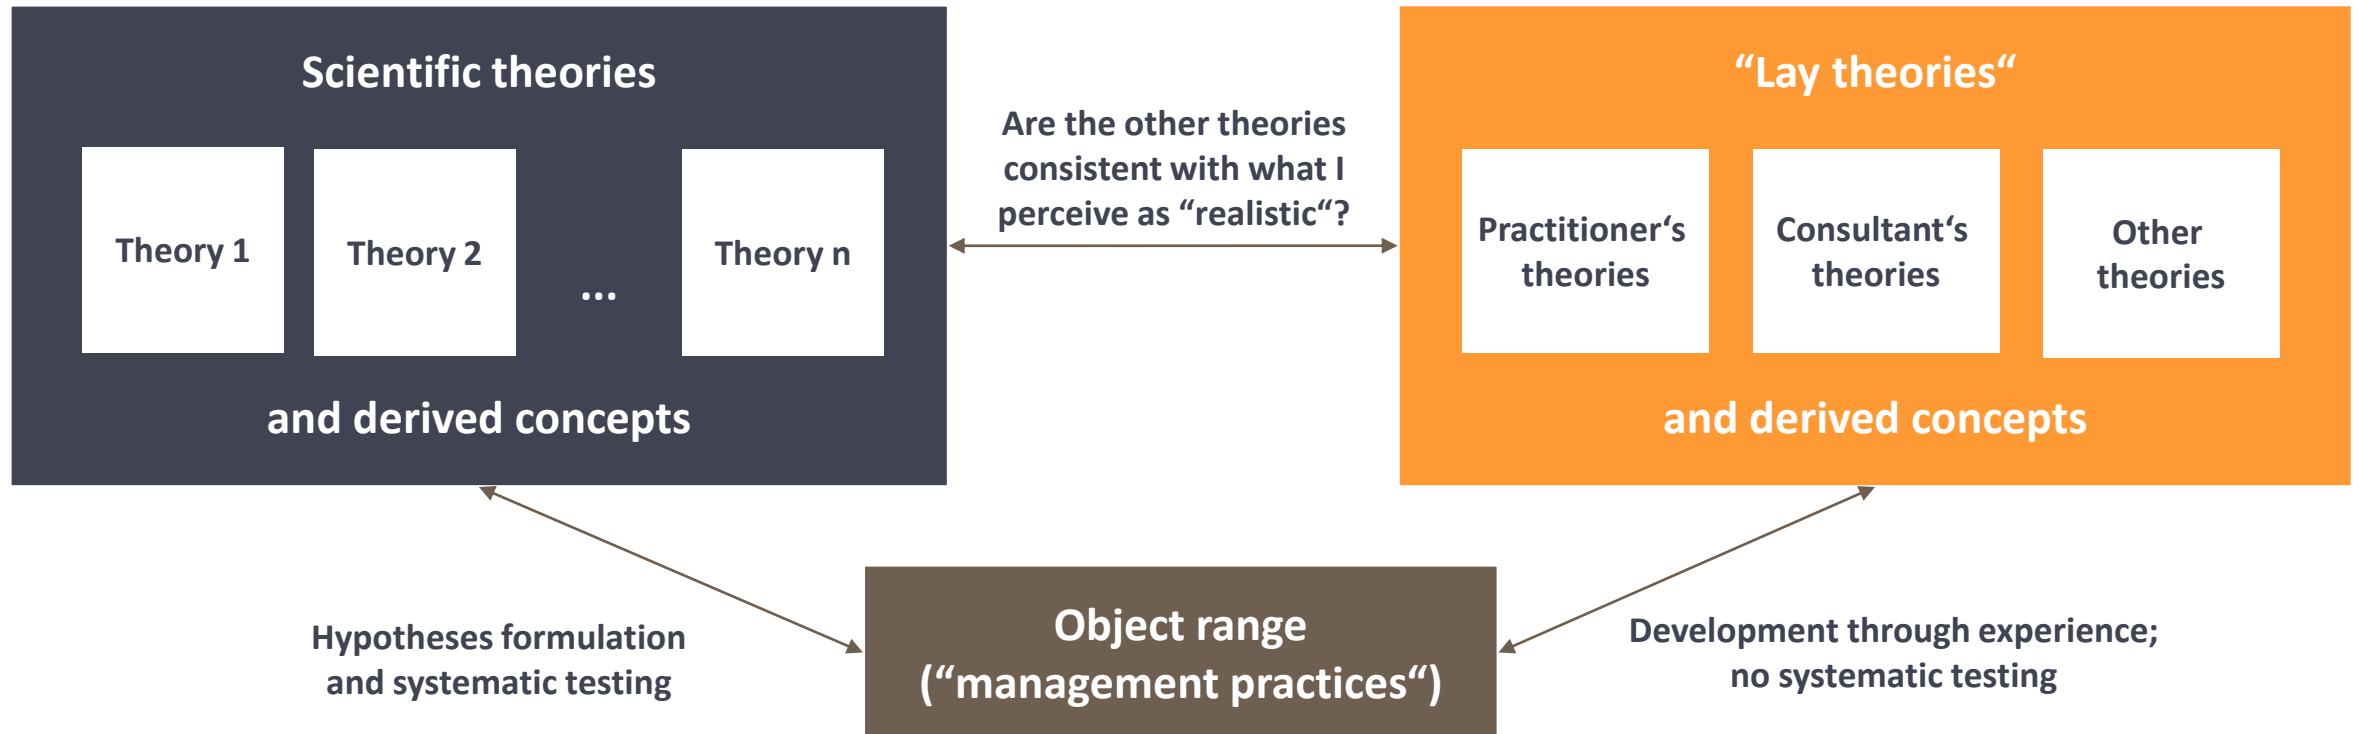 Scientific theories
Theory 1
Theory 2
...
Theory n
and derived concepts
Are the other theories
consistent with what I
perceive as “realistic“?
“Lay theories“
Practitioner‘s
theories
Consultant‘s
theories
Other
theories
and derived concepts
Hypotheses formulation
and systematic testing
Object range
(“management practices“)
Development through experience;
no systematic testing